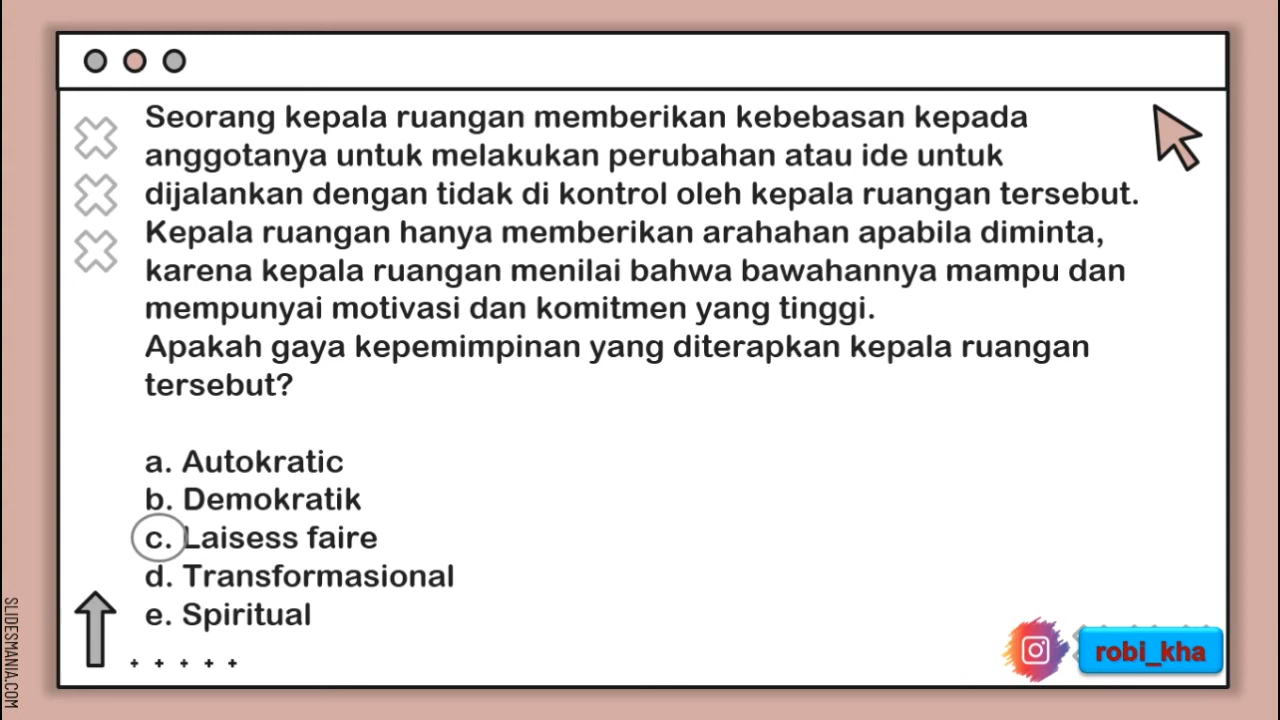 Seorang kepala ruangan memberikan kebebasan kepada
anggotanya untuk melakukan perubahan atau ide untuk
dijalankan dengan tidak di kontrol oleh kepala ruangan tersebut.
Kepala ruangan hanya memberikan arahahan apabila diminta,
karena kepala ruangan menilai bahwa bawahannya mampu dan
mempunyai motivasi dan komitmen yang tinggi.
Apakah gaya kepemimpinan yang diterapkan kepala ruangan
tersebut?
a. Autokratic
b. Demokratik
c. Laisess faire
d. Transformasional
e. Spiritual
robi_kha
SLIDESMANIA.COM